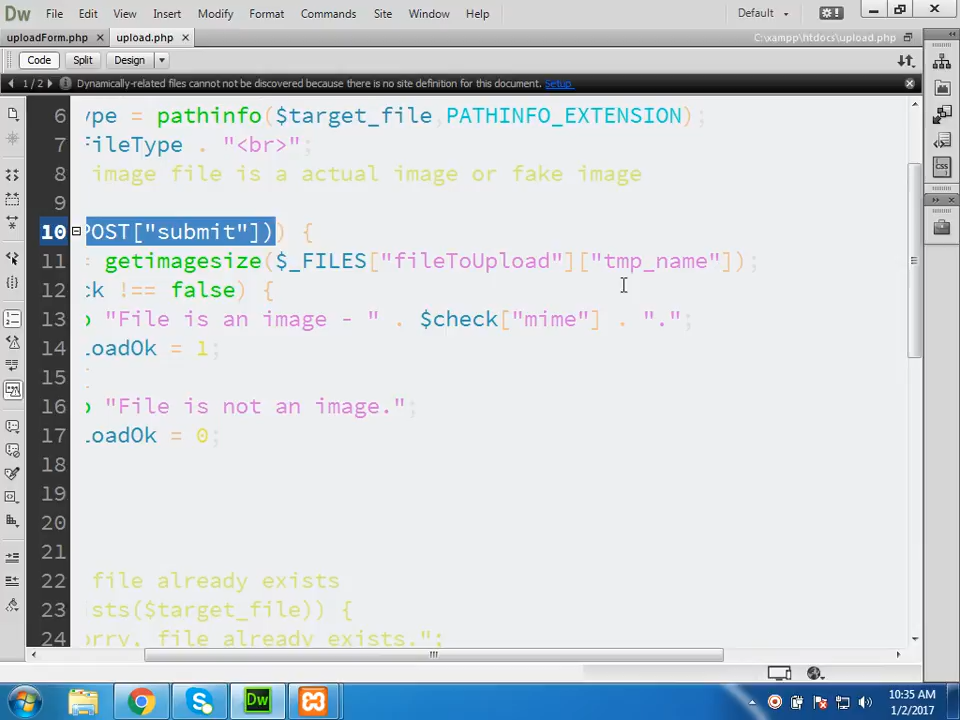 Dw File Edit View Insert Modify Format Commands Site Window Help Default
uploadForm.php × upload.php × C:\xampp\htdocs\upload.php
Code Split Design
1/2 Dynamically-related files cannot not be discovered because there is no site definition for this document. Setup
6 ype = pathinfo($target_file,PATHINFO_EXTENSION);
7 FileType . "<br>";
8 image file is a actual image or fake image
9
10 POST["submit"])) {
11 = getimagesize($_FILES["fileToUpload"]["tmp_name"]);
12 ck !== false) {
13 o "File is an image - " . $check["mime"] . ".";
14 loadOk = 1;
15
16 o "File is not an image.";
17 loadOk = 0;
18
19
20
21
22 file already exists
23 sts($target_file)) {
24 orry, file already exists.";
CSS
Dw
10:35 AM
1/2/2017